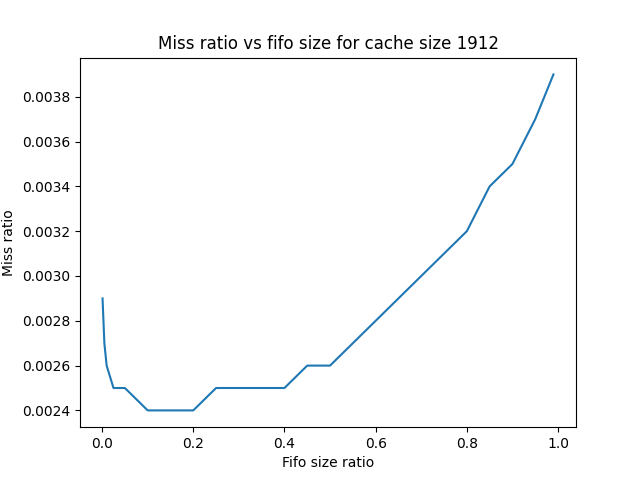 Miss ratio vs fifo size for cache size 1912
Miss ratio
0.0038
0.0036
0.0034
0.0032
0.0030
0.0028
0.0026
0.0024
0.0 0.2 0.4 0.6 0.8 1.0
Fifo size ratio